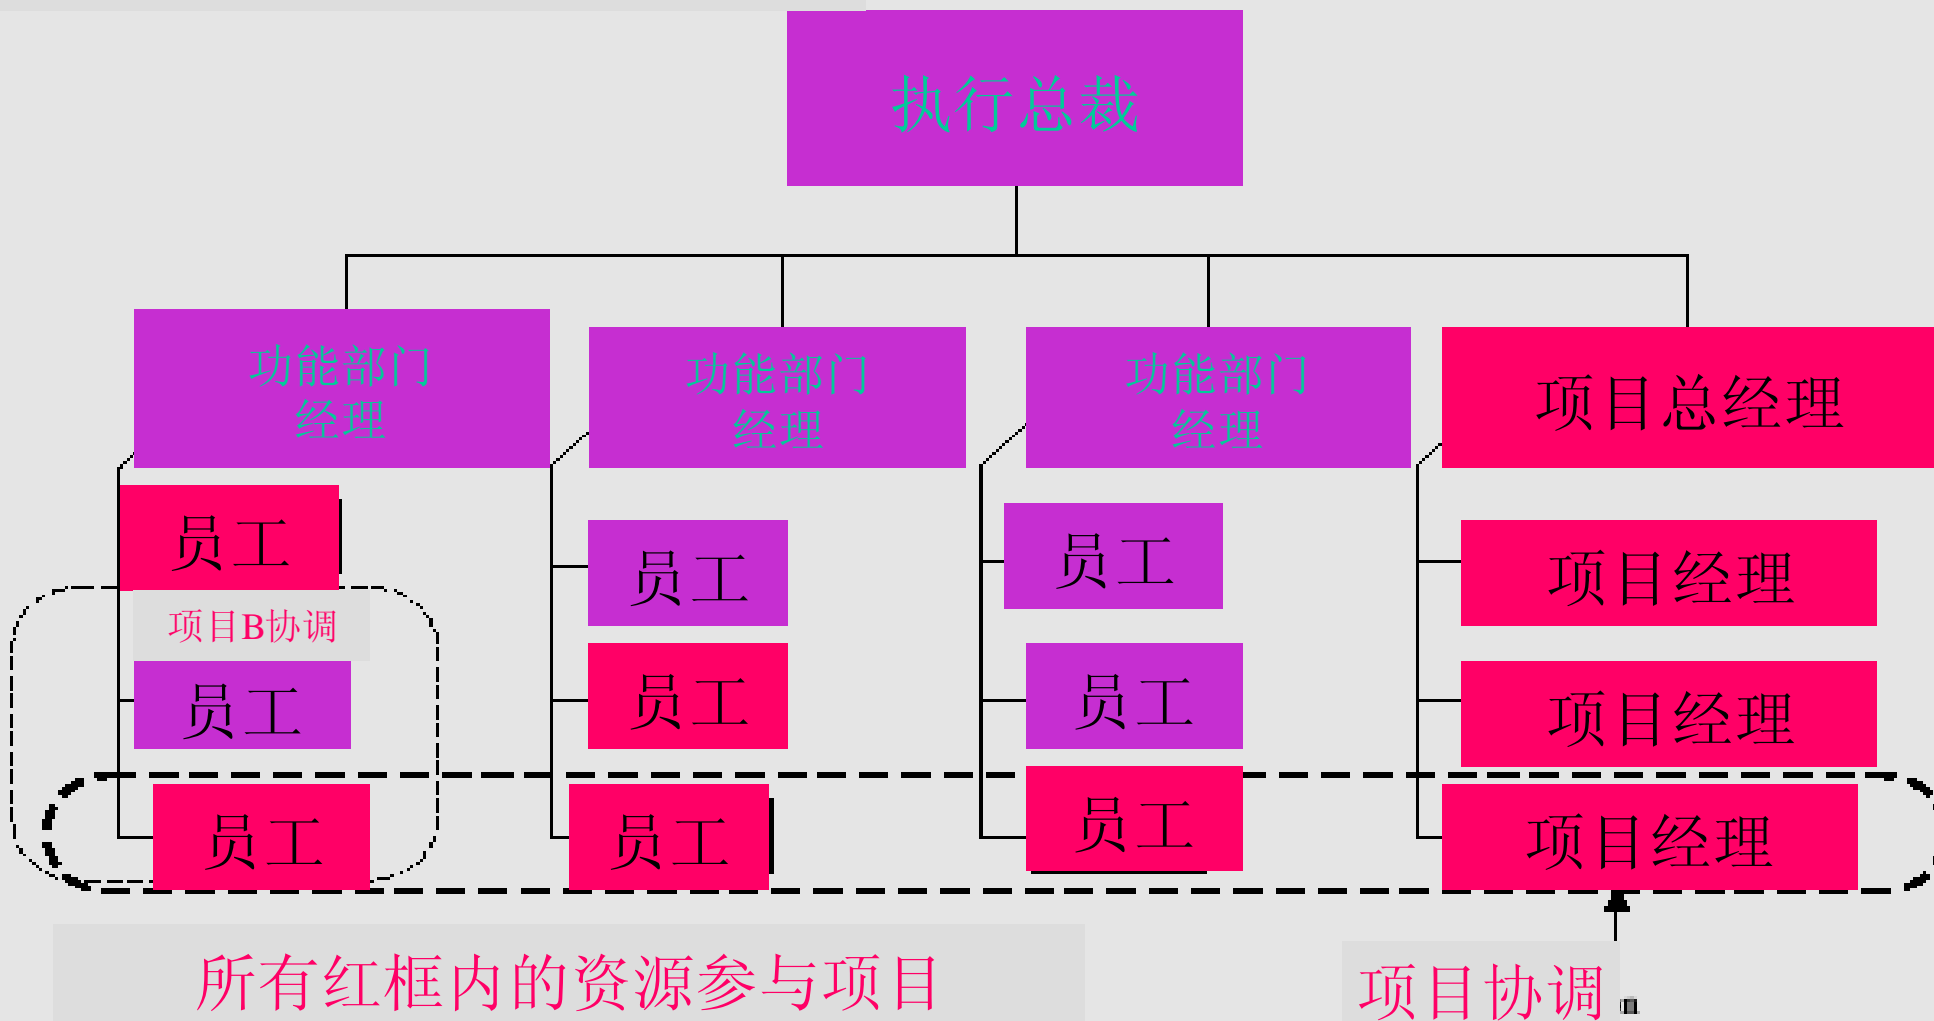 执行总裁
功能部门
经理
功能部门
经理
功能部门
经理
项目总经理
员工
员工
员工
项目经理
项目B协调
员工
员工
员工
项目经理
员工
员工
员工
项目经理
所有红框内的资源参与项目
项目协调